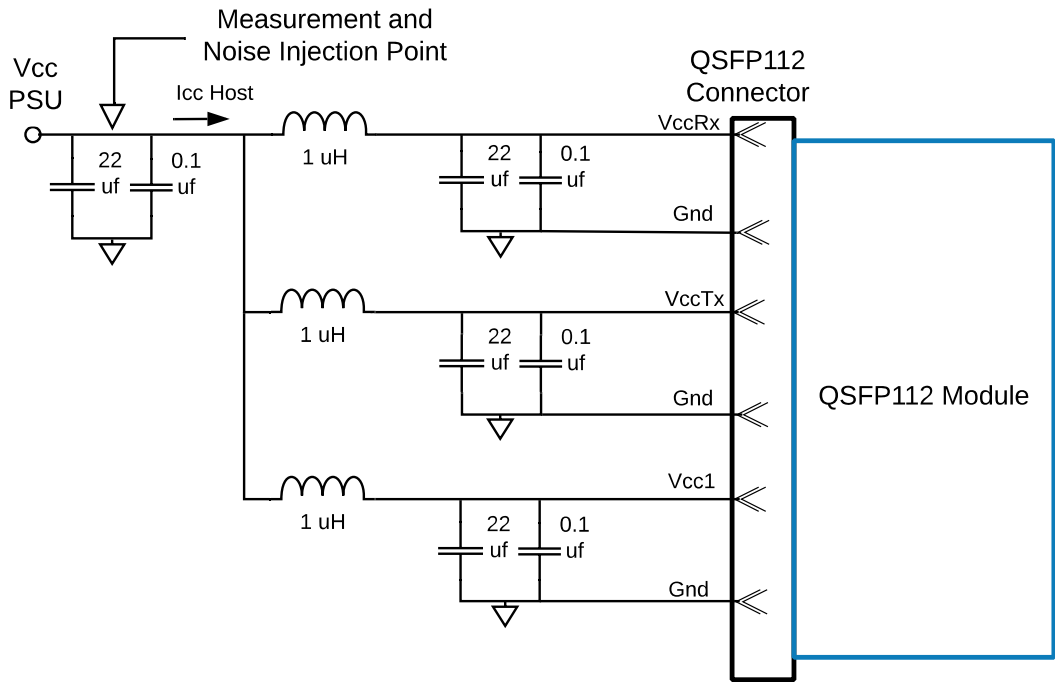 Measurement and
Noise Injection Point
Vcc
PSU
Icc Host
QSFP112
Connector
22
uf
0.1
uf
1 uH
22
uf
0.1
uf
VccRx
Gnd
1 uH
22
uf
0.1
uf
VccTx
Gnd
QSFP112 Module
1 uH
22
uf
0.1
uf
Vcc1
Gnd